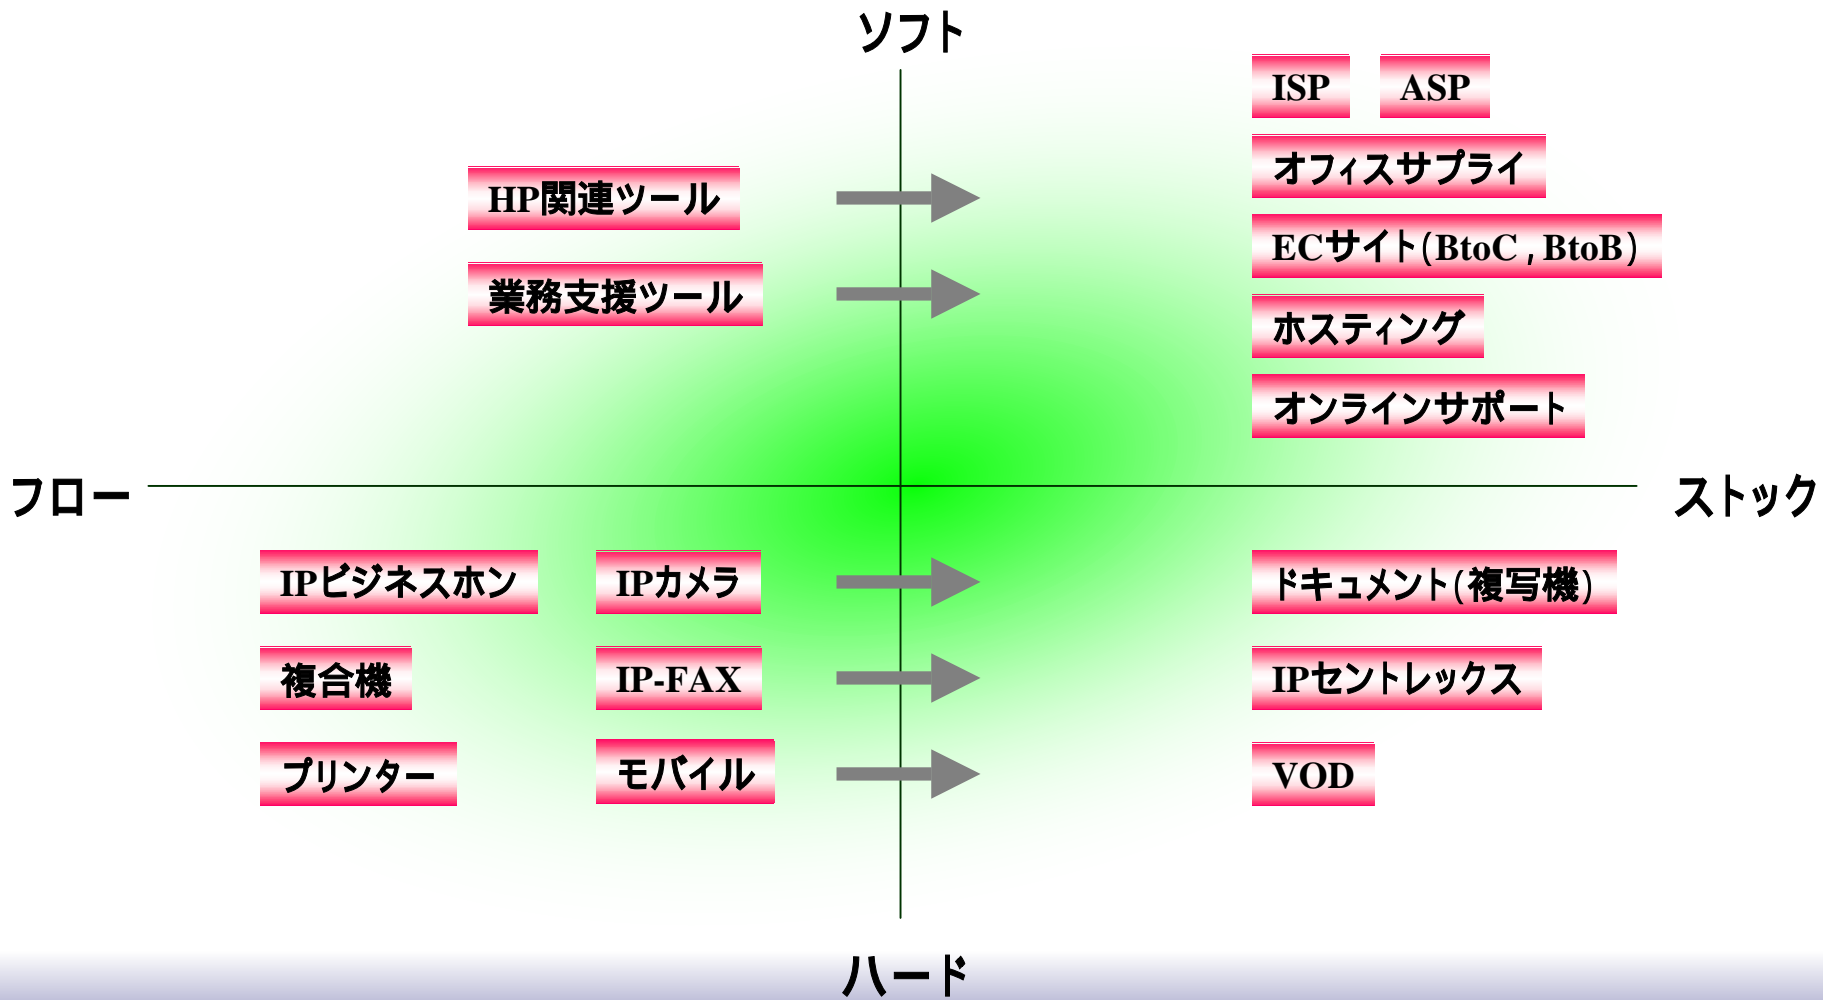 ソフト
ISP
ASP
オフィスサプライ
HP関連ツール
ECサイト(BtoC , BtoB)
業務支援ツール
ホスティング
オンラインサポート
フロー
ストック
IPビジネスホン
IPカメラ
ドキュメント(複写機)
複合機
IP-FAX
IPセントレックス
プリンター
モバイル
VOD
ハード